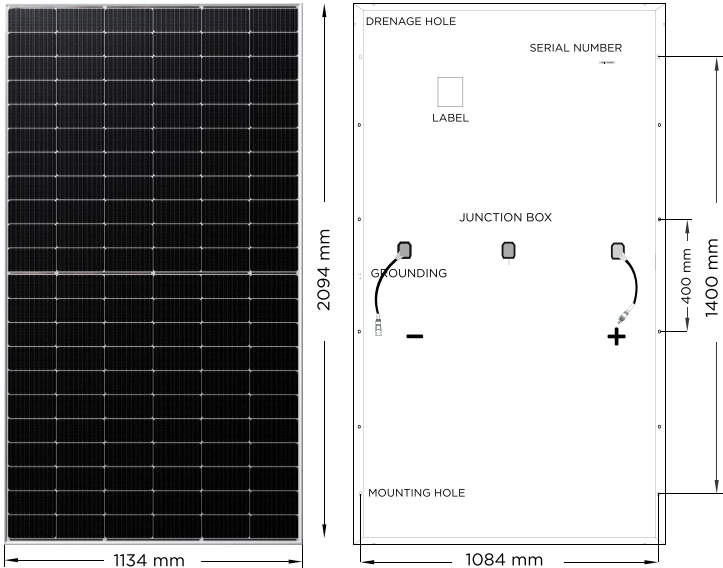 DRENAGE HOLE
SERIAL NUMBER
LABEL
JUNCTION BOX
GROUNDING
2094 mm
400 mm
1400 mm
MOUNTING HOLE
1134 mm
1084 mm